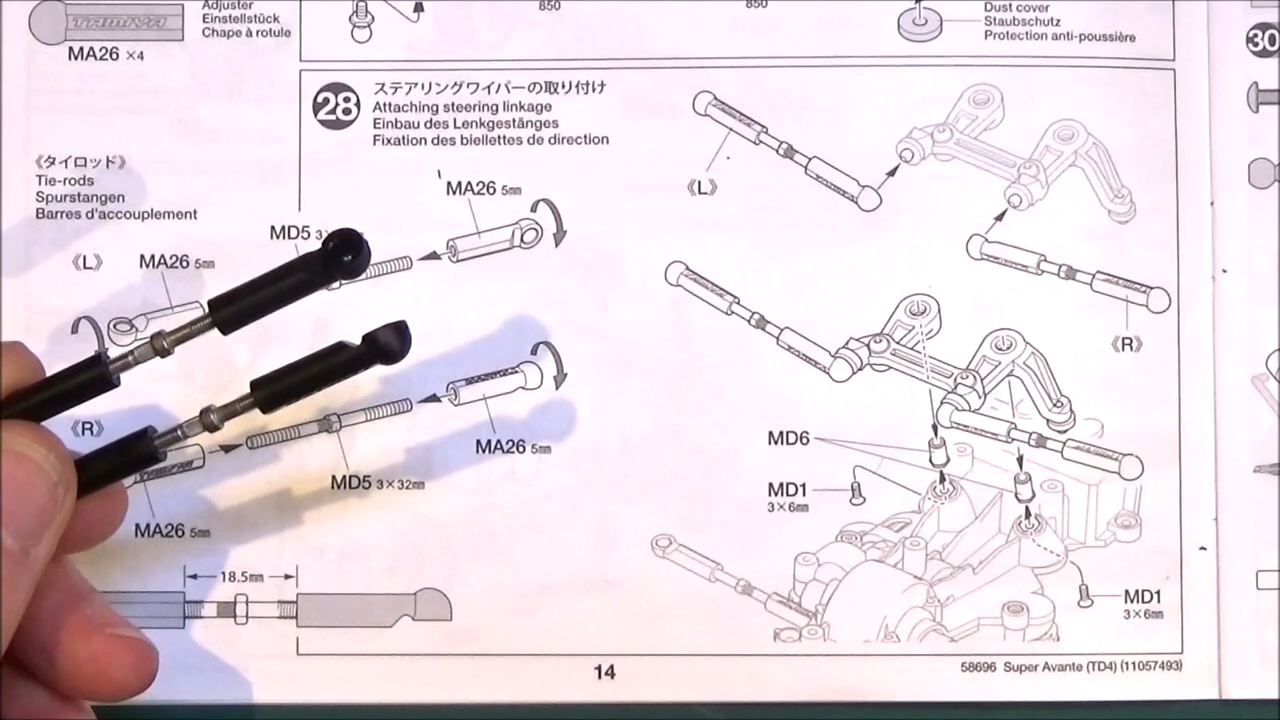 TAMIYA
Adjuster
Einstellstück
Chape à rotule
MA26 ×4
850
850
Dust cover
Staubschutz
Protection anti-poussière
30
28
ステアリングワイパーの取り付け
Attaching steering linkage
Einbau des Lenkgestänges
Fixation des biellettes de direction
《タイロッド》
Tie-rods
Spurstangen
Barres d'accouplement
《L》
MA26 5mm
MD5 3
MA26 5mm
《R》
MA26 5mm
MD5 3×32mm
MA26 5mm
18.5mm
《L》
《R》
MD6
MD1
3×6mm
MD1
3×6mm
14
58696 Super Avante (TD4) (11057493)